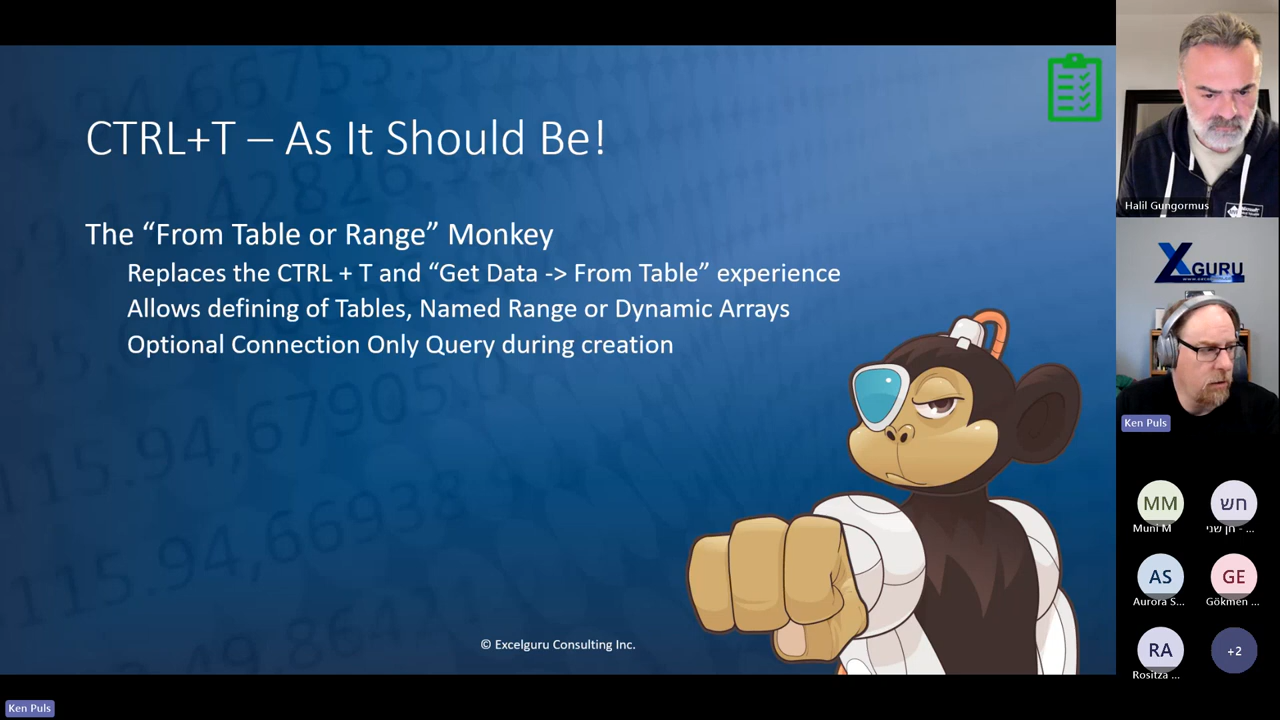 CTRL+T – As It Should Be!
The “From Table or Range” Monkey
Replaces the CTRL + T and “Get Data -> From Table” experience
Allows defining of Tables, Named Range or Dynamic Arrays
Optional Connection Only Query during creation
© Excelguru Consulting Inc.
Ken Puls
Halil Gungormus
XGURU
Ken Puls
MM
חש
Muni M
חן שני - ...
AS
GE
Aurora S...
Gökmen ...
RA
+2
Rositza ...